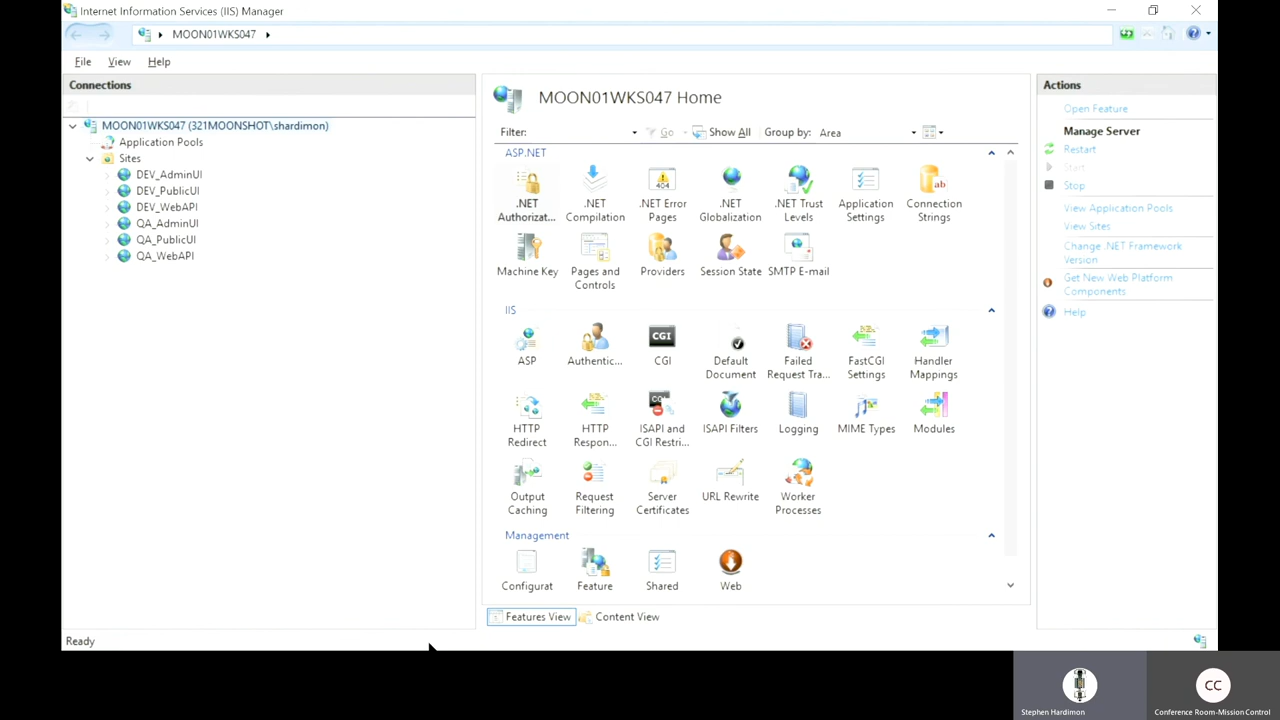 Internet Information Services (IIS) Manager
MOON01WKS047
File View Help
Connections
MOON01WKS047 (321MOONSHOT\shardimon)
Application Pools
Sites
DEV_AdminUI
DEV_PublicUI
DEV_WebAPI
QA_AdminUI
QA_PublicUI
QA_WebAPI
MOON01WKS047 Home
Filter: Go Show All Group by: Area
ASP.NET
.NET Authorizat...
.NET Compilation
.NET Error Pages
.NET Globalization
.NET Trust Levels
Application Settings
Connection Strings
Machine Key
Pages and Controls
Providers
Session State
SMTP E-mail
IIS
ASP
Authentic...
CGI
Default Document
Failed Request Tra...
FastCGI Settings
Handler Mappings
HTTP Redirect
HTTP Respon...
ISAPI and CGI Restri...
ISAPI Filters
Logging
MIME Types
Modules
Output Caching
Request Filtering
Server Certificates
URL Rewrite
Worker Processes
Management
Configurat
Feature
Shared
Web
Features View Content View
Actions
Open Feature
Manage Server
Restart
Start
Stop
View Application Pools
View Sites
Change .NET Framework
Version
Get New Web Platform
Components
Help
Ready
CC
Stephen Hardimon
Conference Room-Mission Control